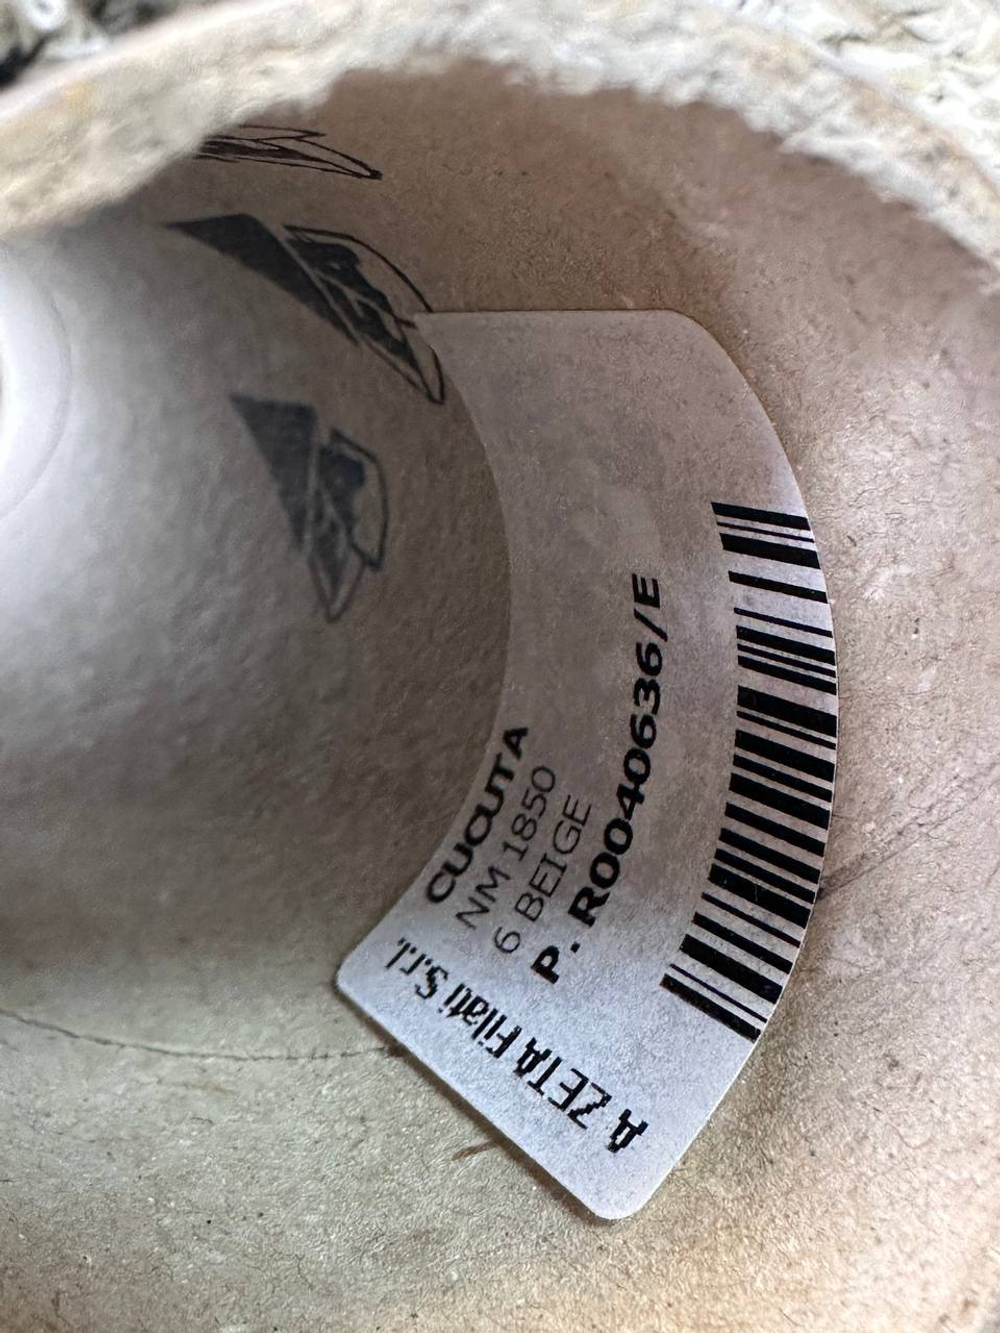 CUCUTA
NM 1850
6 BEIGE
P. R0040636/E
A ZETA Filati S.r.l.